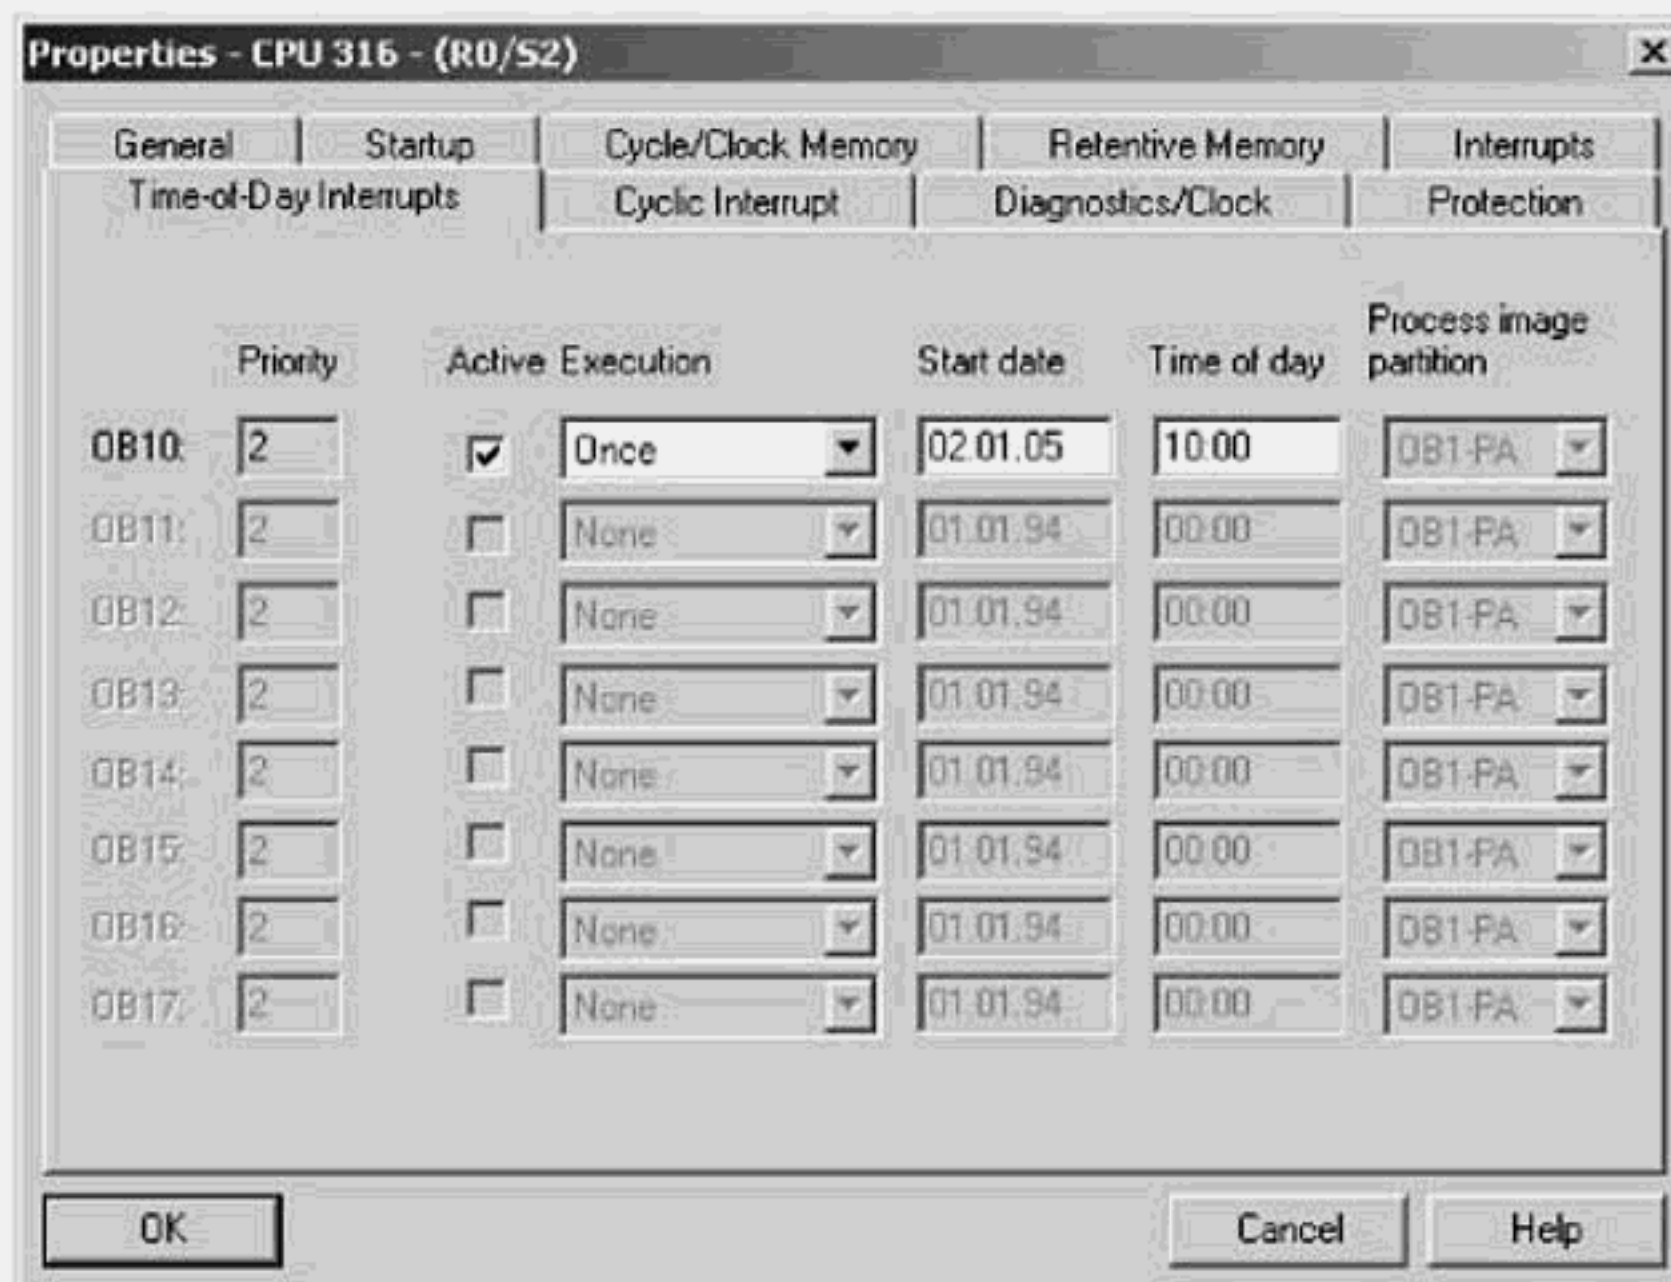 Properties - CPU 316 - (R0/S2)
General Startup Cycle/Clock Memory Retentive Memory Interrupts
Time-of-Day Interrupts Cyclic Interrupt Diagnostics/Clock Protection
Priority Active Execution Start date Time of day Process image partition
OB10: 2 Once 02.01.05 10:00 OB1-PA
OB11: 2 None 01.01.94 00:00 OB1-PA
OB12: 2 None 01.01.94 00:00 OB1-PA
OB13: 2 None 01.01.94 00:00 OB1-PA
OB14: 2 None 01.01.94 00:00 OB1-PA
OB15: 2 None 01.01.94 00:00 OB1-PA
OB16: 2 None 01.01.94 00:00 OB1-PA
OB17: 2 None 01.01.94 00:00 OB1-PA
OK Cancel Help